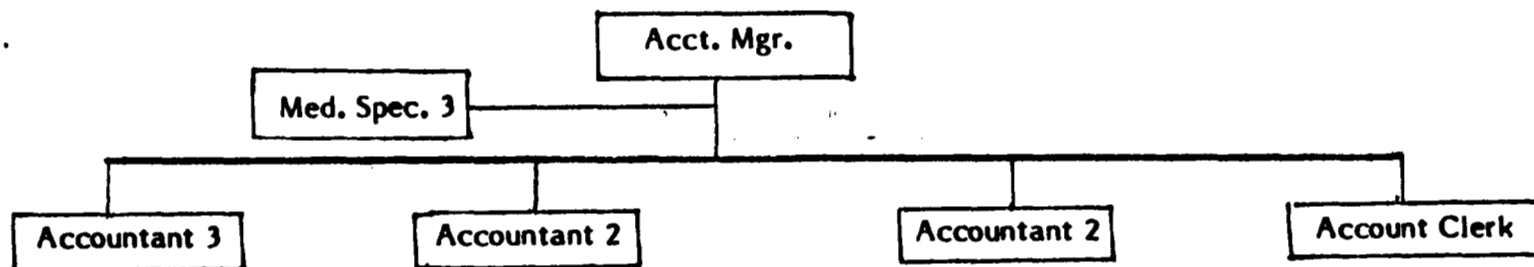 Acct. Mgr.
Med. Spec. 3
Accountant 3
Accountant 2
Accountant 2
Account Clerk